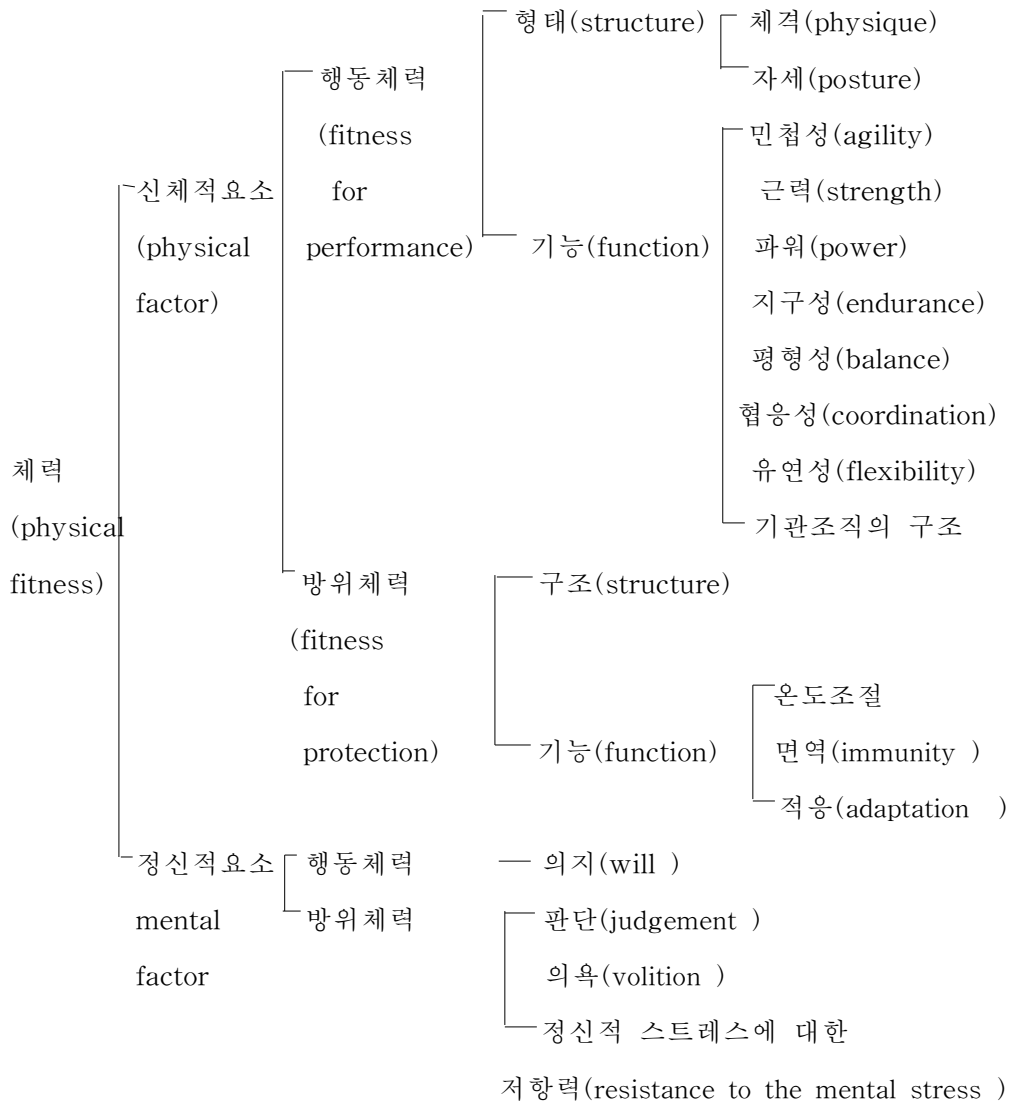 형태(structure) 체격(physique)
행동체력 자세(posture)
(fitness 민첩성(agility)
신체적요소 for 근력(strength)
(physical performance) 기능(function) 파워(power)
factor) 지구성(endurance)
평형성(balance)
협응성(coordination)
체력 유연성(flexibility)
(physical 기관조직의 구조
fitness) 방위체력 구조(structure)
(fitness
for 온도조절
protection) 기능(function) 면역(immunity )
적응(adaptation )
정신적요소 행동체력 의지(will )
mental 방위체력 판단(judgement )
factor 의욕(volition )
정신적 스트레스에 대한
저항력(resistance to the mental stress )